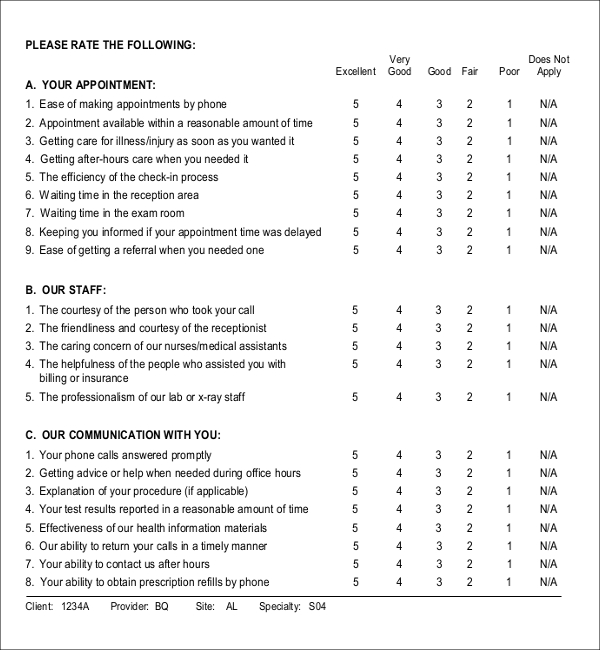 PLEASE RATE THE FOLLOWING:
Very Does Not
Excellent Good Good Fair Poor Apply
A. YOUR APPOINTMENT:
1. Ease of making appointments by phone 5 4 3 2 1 N/A
2. Appointment available within a reasonable amount of time 5 4 3 2 1 N/A
3. Getting care for illness/injury as soon as you wanted it 5 4 3 2 1 N/A
4. Getting after-hours care when you needed it 5 4 3 2 1 N/A
5. The efficiency of the check-in process 5 4 3 2 1 N/A
6. Waiting time in the reception area 5 4 3 2 1 N/A
7. Waiting time in the exam room 5 4 3 2 1 N/A
8. Keeping you informed if your appointment time was delayed 5 4 3 2 1 N/A
9. Ease of getting a referral when you needed one 5 4 3 2 1 N/A
B. OUR STAFF:
1. The courtesy of the person who took your call 5 4 3 2 1 N/A
2. The friendliness and courtesy of the receptionist 5 4 3 2 1 N/A
3. The caring concern of our nurses/medical assistants 5 4 3 2 1 N/A
4. The helpfulness of the people who assisted you with 5 4 3 2 1 N/A
billing or insurance
5. The professionalism of our lab or x-ray staff 5 4 3 2 1 N/A
C. OUR COMMUNICATION WITH YOU:
1. Your phone calls answered promptly 5 4 3 2 1 N/A
2. Getting advice or help when needed during office hours 5 4 3 2 1 N/A
3. Explanation of your procedure (if applicable) 5 4 3 2 1 N/A
4. Your test results reported in a reasonable amount of time 5 4 3 2 1 N/A
5. Effectiveness of our health information materials 5 4 3 2 1 N/A
6. Our ability to return your calls in a timely manner 5 4 3 2 1 N/A
7. Your ability to contact us after hours 5 4 3 2 1 N/A
8. Your ability to obtain prescription refills by phone 5 4 3 2 1 N/A
Client: 1234A Provider: BQ Site: AL Specialty: S04